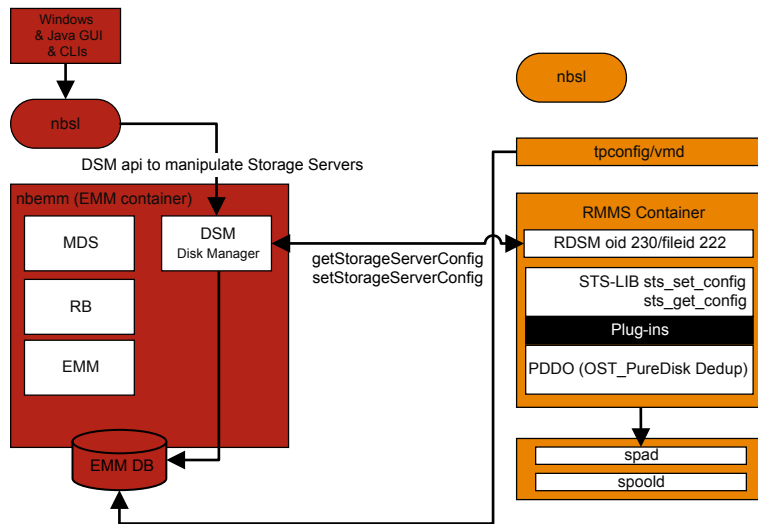 Windows
& Java GUI
& CLIs
nbsl
DSM api to manipulate Storage Servers
nbemm (EMM container)
MDS
DSM
Disk Manager
RB
EMM
EMM DB
getStorageServerConfig
setStorageServerConfig
nbsl
tpconfig/vmd
RMMS Container
RDSM oid 230/fileid 222
STS-LIB sts_set_config
sts_get_config
Plug-ins
PDDO (OST_PureDisk Dedup)
spad
spoold